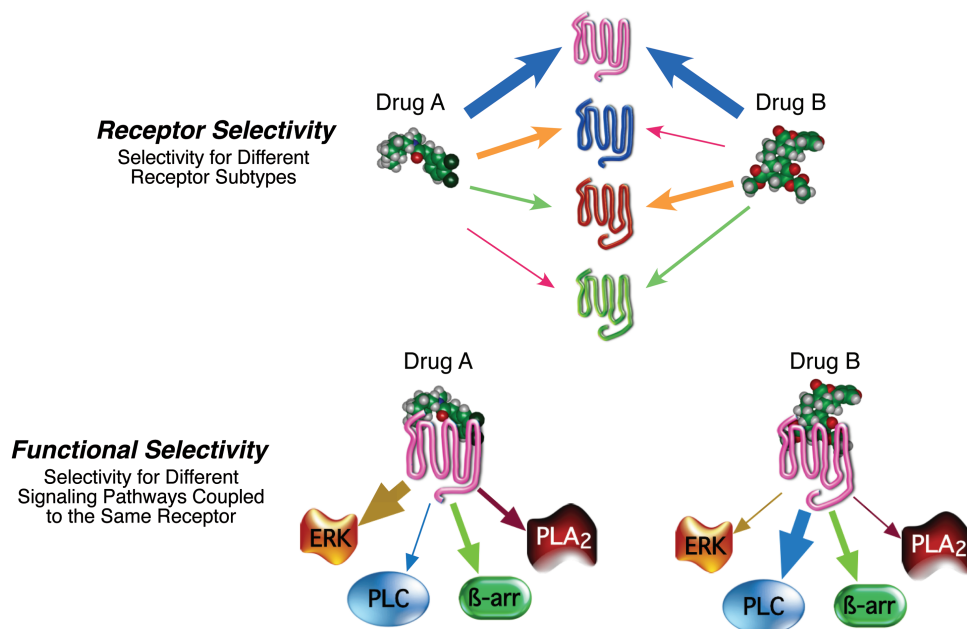 Drug A
Drug B
Receptor Selectivity
Selectivity for Different
Receptor Subtypes
Drug A
Drug B
Functional Selectivity
Selectivity for Different
Signaling Pathways Coupled
to the Same Receptor
ERK
PLC
ß-arr
PLA₂
ERK
PLC
ß-arr
PLA₂